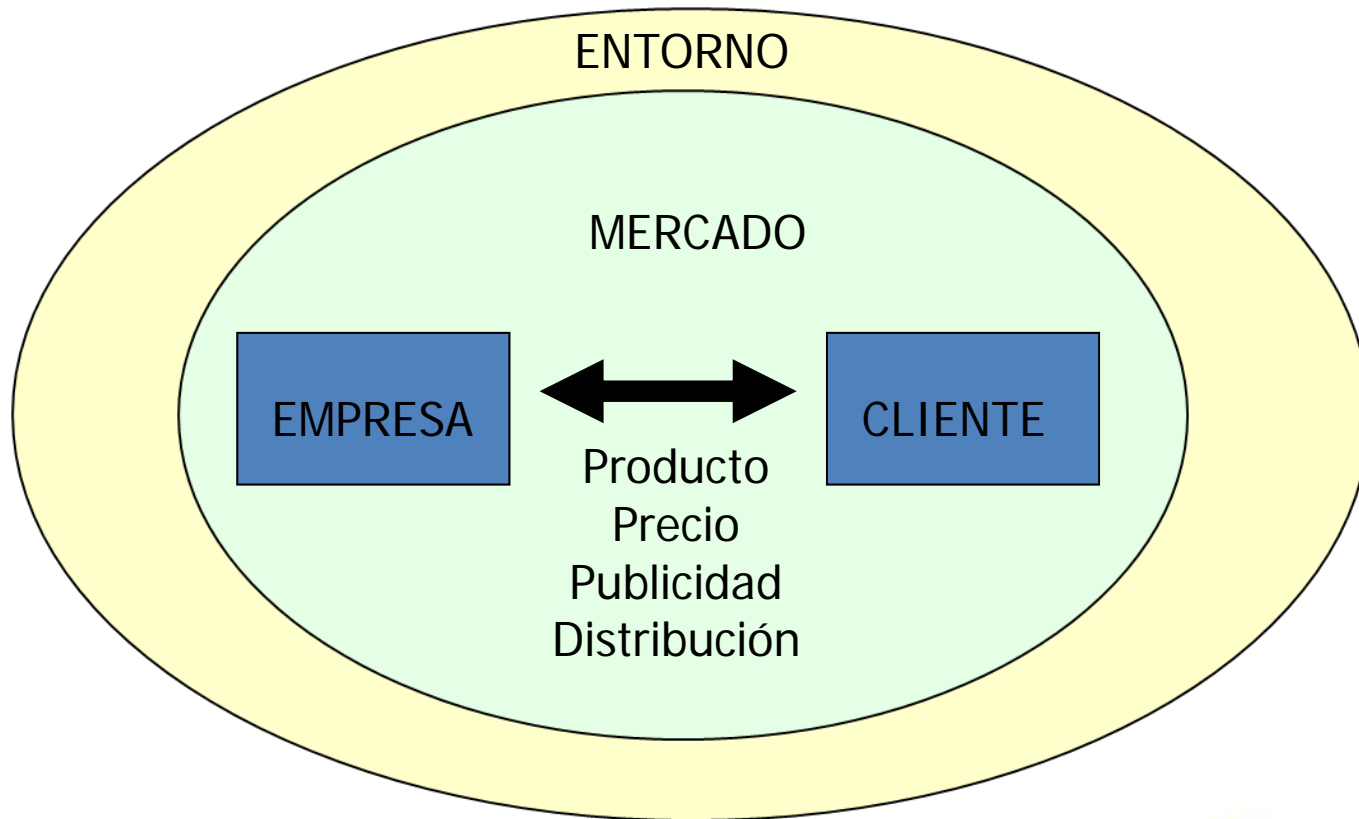 ENTORNO
MERCADO
EMPRESA
CLIENTE
Producto
Precio
Publicidad
Distribución